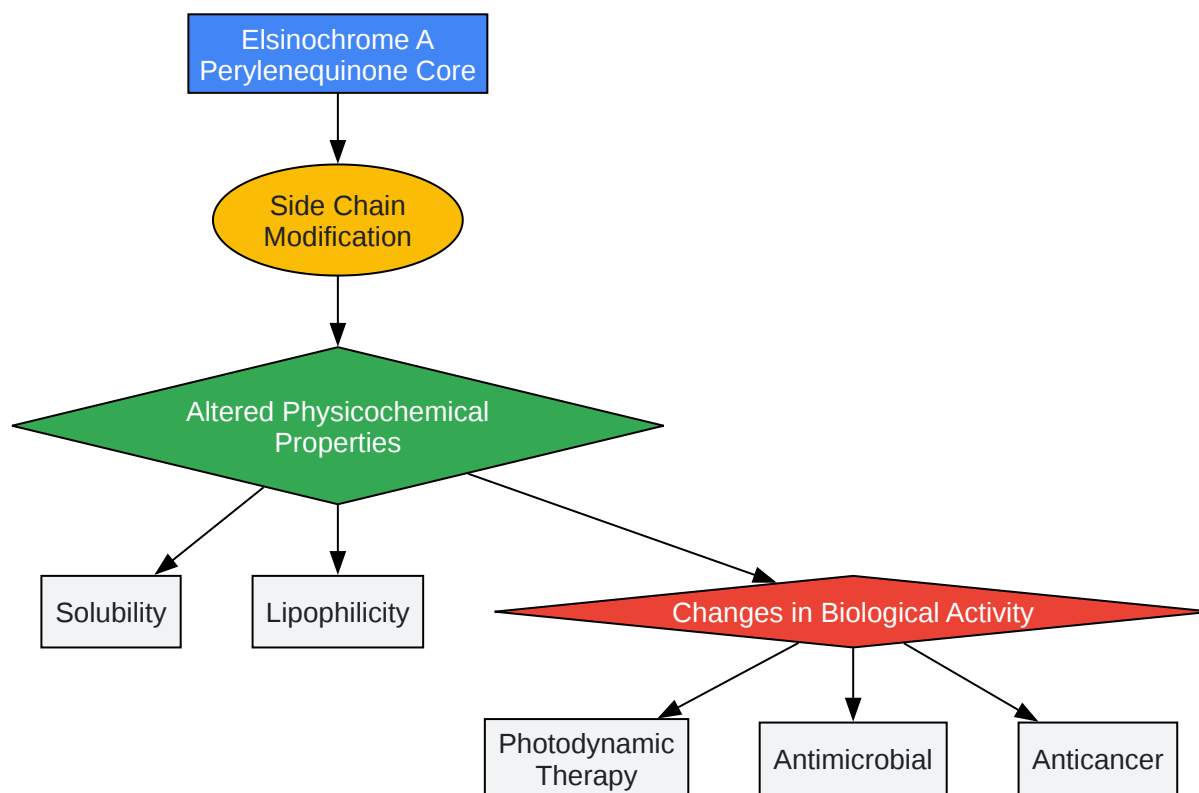 Elsinochrome A
Perylenequinone Core
Side Chain
Modification
Altered Physicochemical
Properties
Solubility
Lipophilicity
Changes in Biological Activity
Photodynamic
Therapy
Antimicrobial
Anticancer